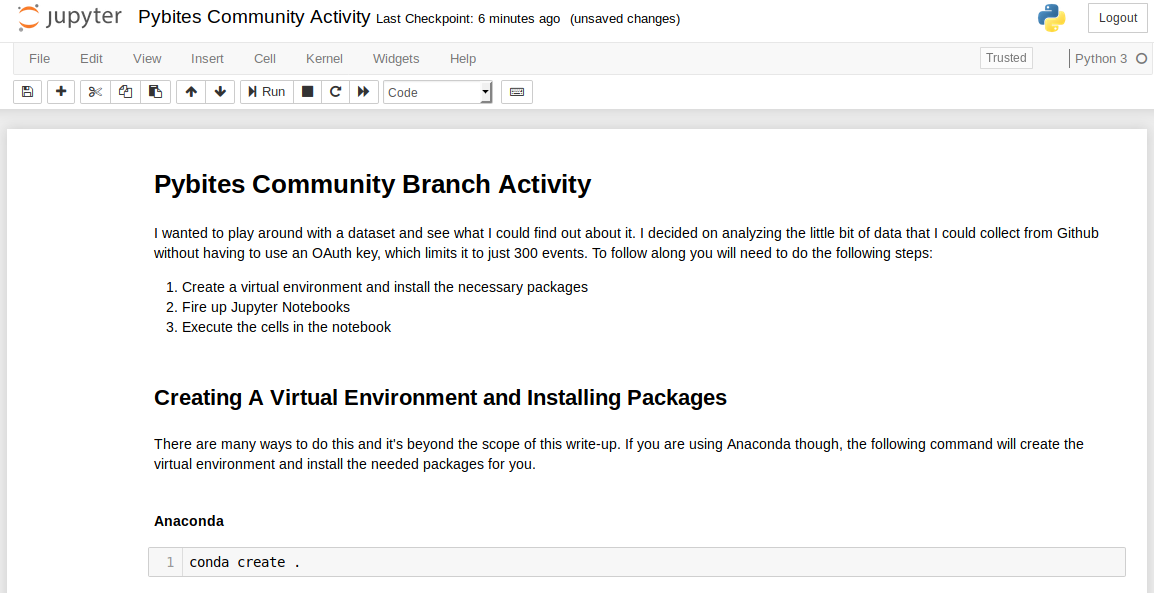 jupyter Pybites Community Activity Last Checkpoint: 6 minutes ago (unsaved changes) Logout
File Edit View Insert Cell Kernel Widgets Help Trusted Python 3
Run Code
Pybites Community Branch Activity
I wanted to play around with a dataset and see what I could find out about it. I decided on analyzing the little bit of data that I could collect from Github
without having to use an OAuth key, which limits it to just 300 events. To follow along you will need to do the following steps:
1. Create a virtual environment and install the necessary packages
2. Fire up Jupyter Notebooks
3. Execute the cells in the notebook
Creating A Virtual Environment and Installing Packages
There are many ways to do this and it's beyond the scope of this write-up. If you are using Anaconda though, the following command will create the
virtual environment and install the needed packages for you.
Anaconda
1 conda create .